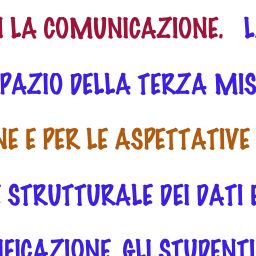 LA COMUNICAZIONE. L
PAZIO DELLA TERZA MIS
NE E PER LE ASPETTATIVE
STRUTTURALE DEI DATI E
IFICAZIONE GLI STUDENTI